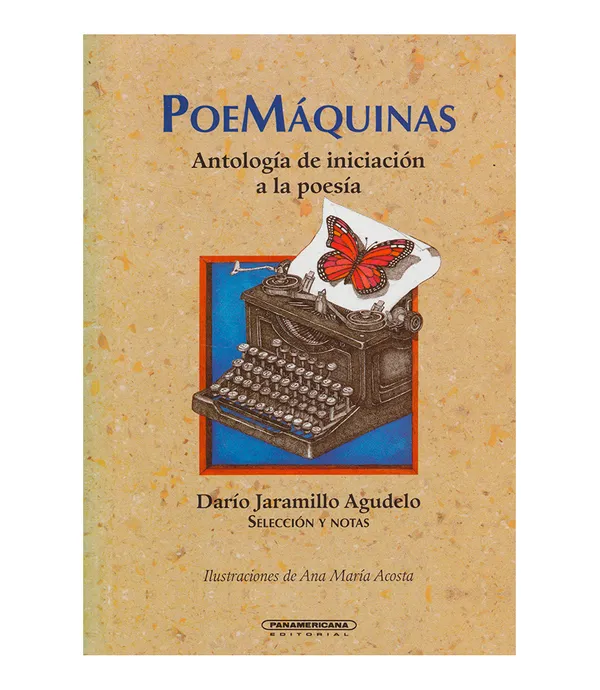 PoeMáquinas
Antología de iniciación
a la poesía
Darío Jaramillo Agudelo
Selección y notas
Ilustraciones de Ana María Acosta
PANAMERICANA
EDITORIAL